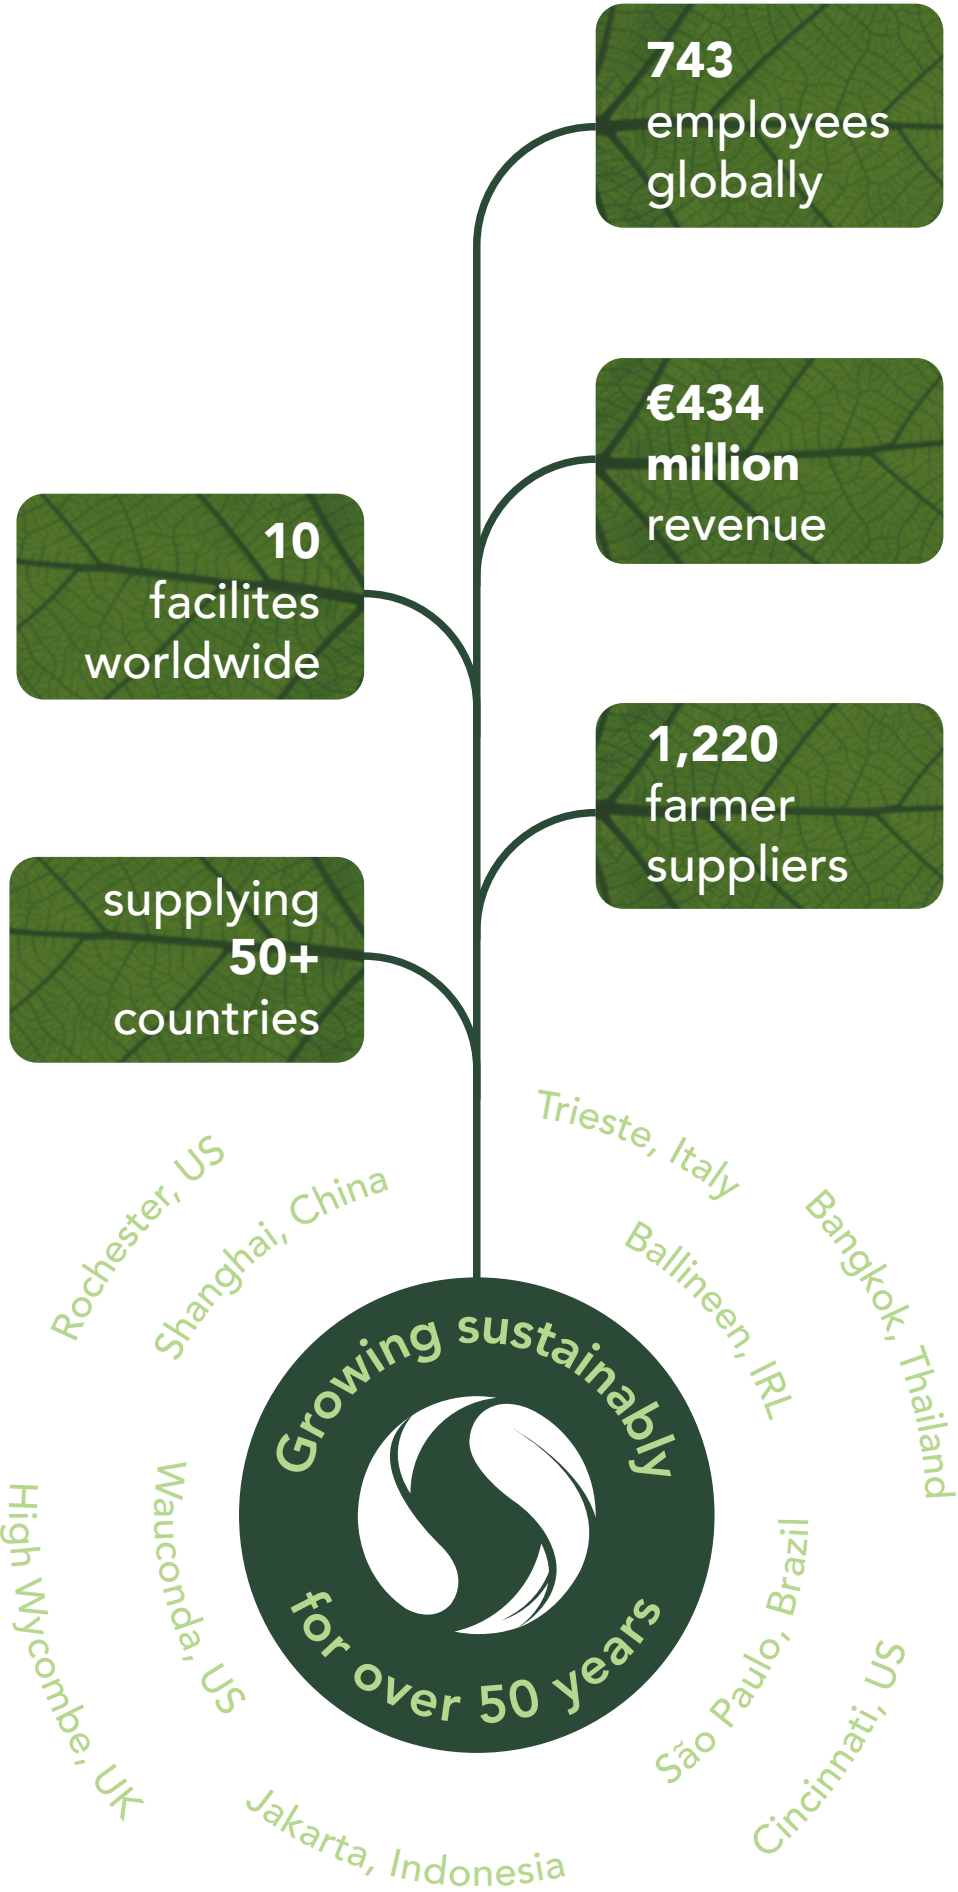 743
employees
globally
€434
million
revenue
10
facilites
worldwide
1,220
farmer
suppliers
supplying
50+
countries
Trieste, Italy
Rochester, US
Shanghai, China
Bangkok, Thailand
Ballineen, IRL
Growing sustainably
for over 50 years
High Wycombe, UK
Wauconda, US
São Paulo, Brazil
Cincinnati, US
Jakarta, Indonesia